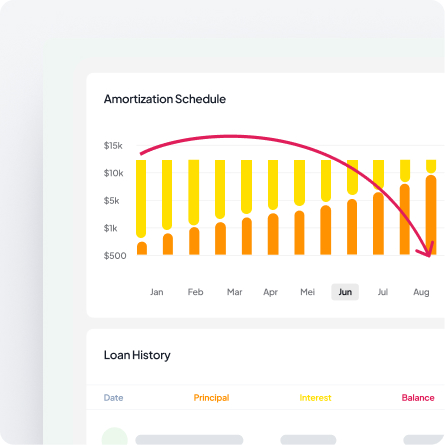 Amortization Schedule
$15k
$10k
$5k
$1k
$500
Jan Feb Mar Apr Mei Jun Jul Aug
Loan History
Date Principal Interest Balance